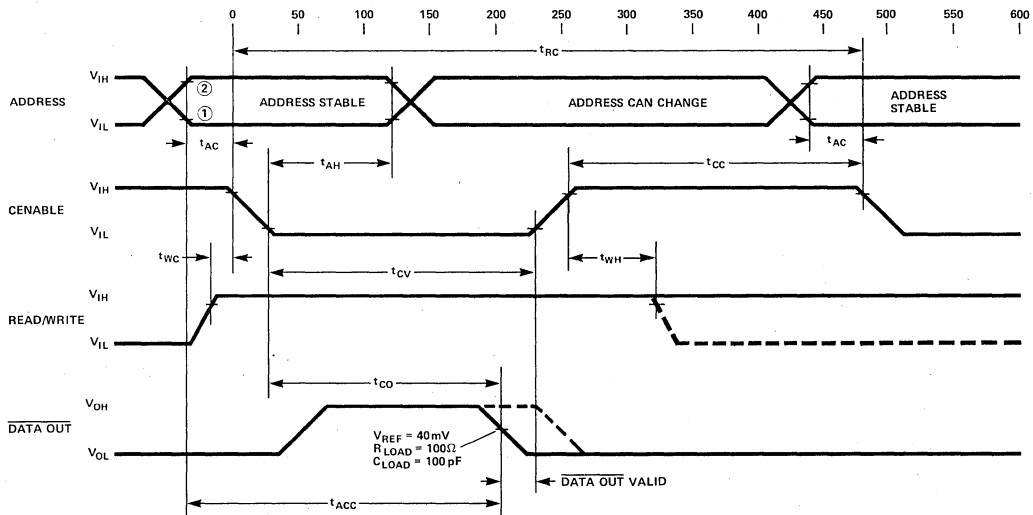 0 50 100 150 200 250 300 350 400 450 500 550 600
tRC
VIH
ADDRESS
VIL
②
①
ADDRESS STABLE
ADDRESS CAN CHANGE
ADDRESS
STABLE
tAC
tAH
tCC
tAC
VIH
CENABLE
VIL
tWC
tCV
tWH
VIH
READ/WRITE
VIL
tCO
VOH
DATA OUT
VOL
VREF = 40mV
RLOAD = 100Ω
CLOAD = 100pF
DATA OUT VALID
tACC